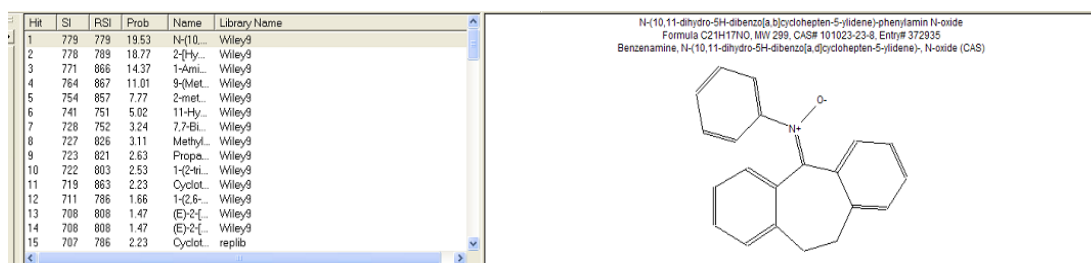 Hit SI RSI Prob Name Library Name
1 779 779 19.53 N-(10,... Wiley9
2 778 789 18.77 2-[Hy... Wiley9
3 771 866 14.37 1-Ami... Wiley9
4 764 867 11.01 9-(Met... Wiley9
5 754 857 7.77 2-met... Wiley9
6 741 751 5.02 11-Hy... Wiley9
7 728 752 3.24 7,7-Bi... Wiley9
8 727 826 3.11 Methyl... Wiley9
9 723 821 2.63 Propa... Wiley9
10 722 803 2.53 1-(2-tri... Wiley9
11 719 863 2.23 Cyclot... Wiley9
12 711 786 1.66 1-(2,6-... Wiley9
13 708 808 1.47 (E)-2-[... Wiley9
14 708 808 1.47 (E)-2-[... Wiley9
15 707 786 2.23 Cyclot... replib
N-(10,11-dihydro-5H-dibenzo[a,b]cyclohepten-5-ylidene)-phenylamin N-oxide
Formula C21H17NO, MW 299, CAS# 101023-23-8, Entry# 372935
Benzenamine, N-(10,11-dihydro-5H-dibenzo[a,d]cyclohepten-5-ylidene)-, N-oxide (CAS)
O-
N+